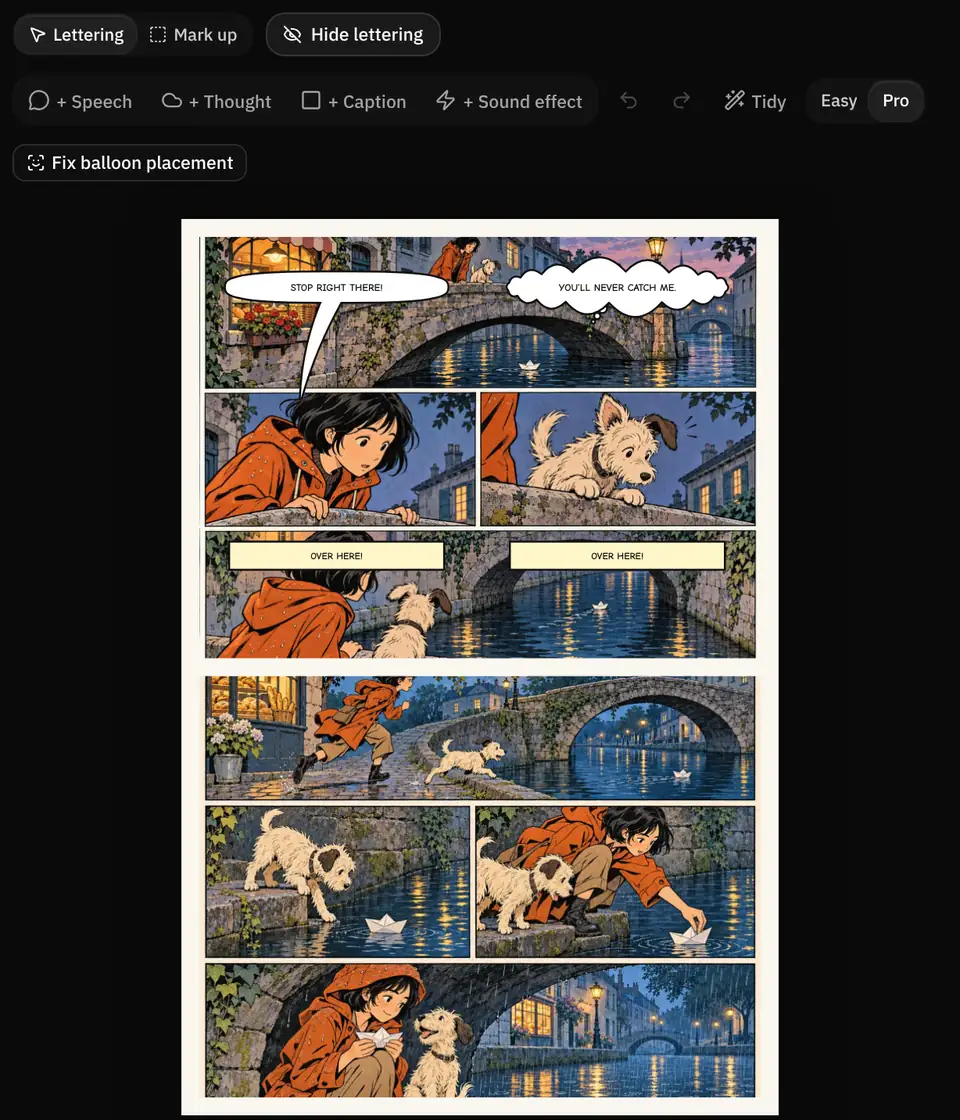 Lettering
Mark up
Hide lettering
+ Speech
+ Thought
+ Caption
+ Sound effect
Tidy
Easy
Pro
Fix balloon placement
STOP RIGHT THERE!
YOU'LL NEVER CATCH ME.
OVER HERE!
OVER HERE!